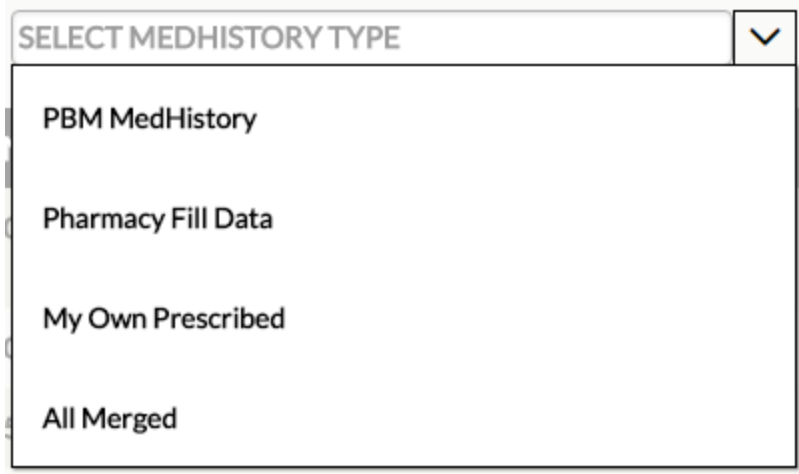 SELECT MEDHISTORY TYPE
PBM MedHistory
Pharmacy Fill Data
My Own Prescribed
All Merged